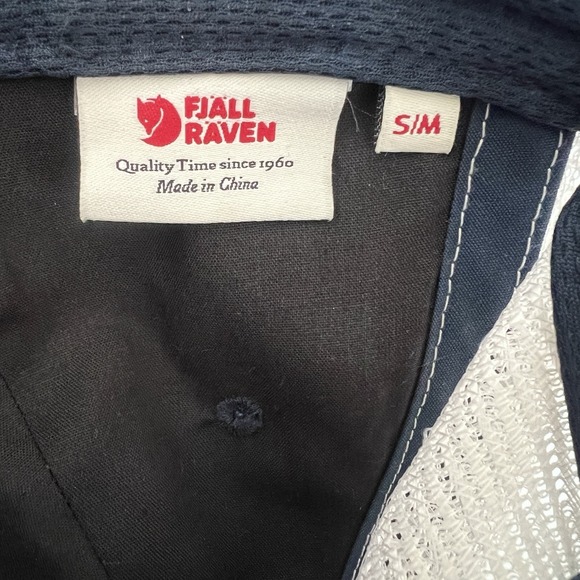 FJÄLL
RÄVEN
Quality Time since 1960
Made in China
S/M